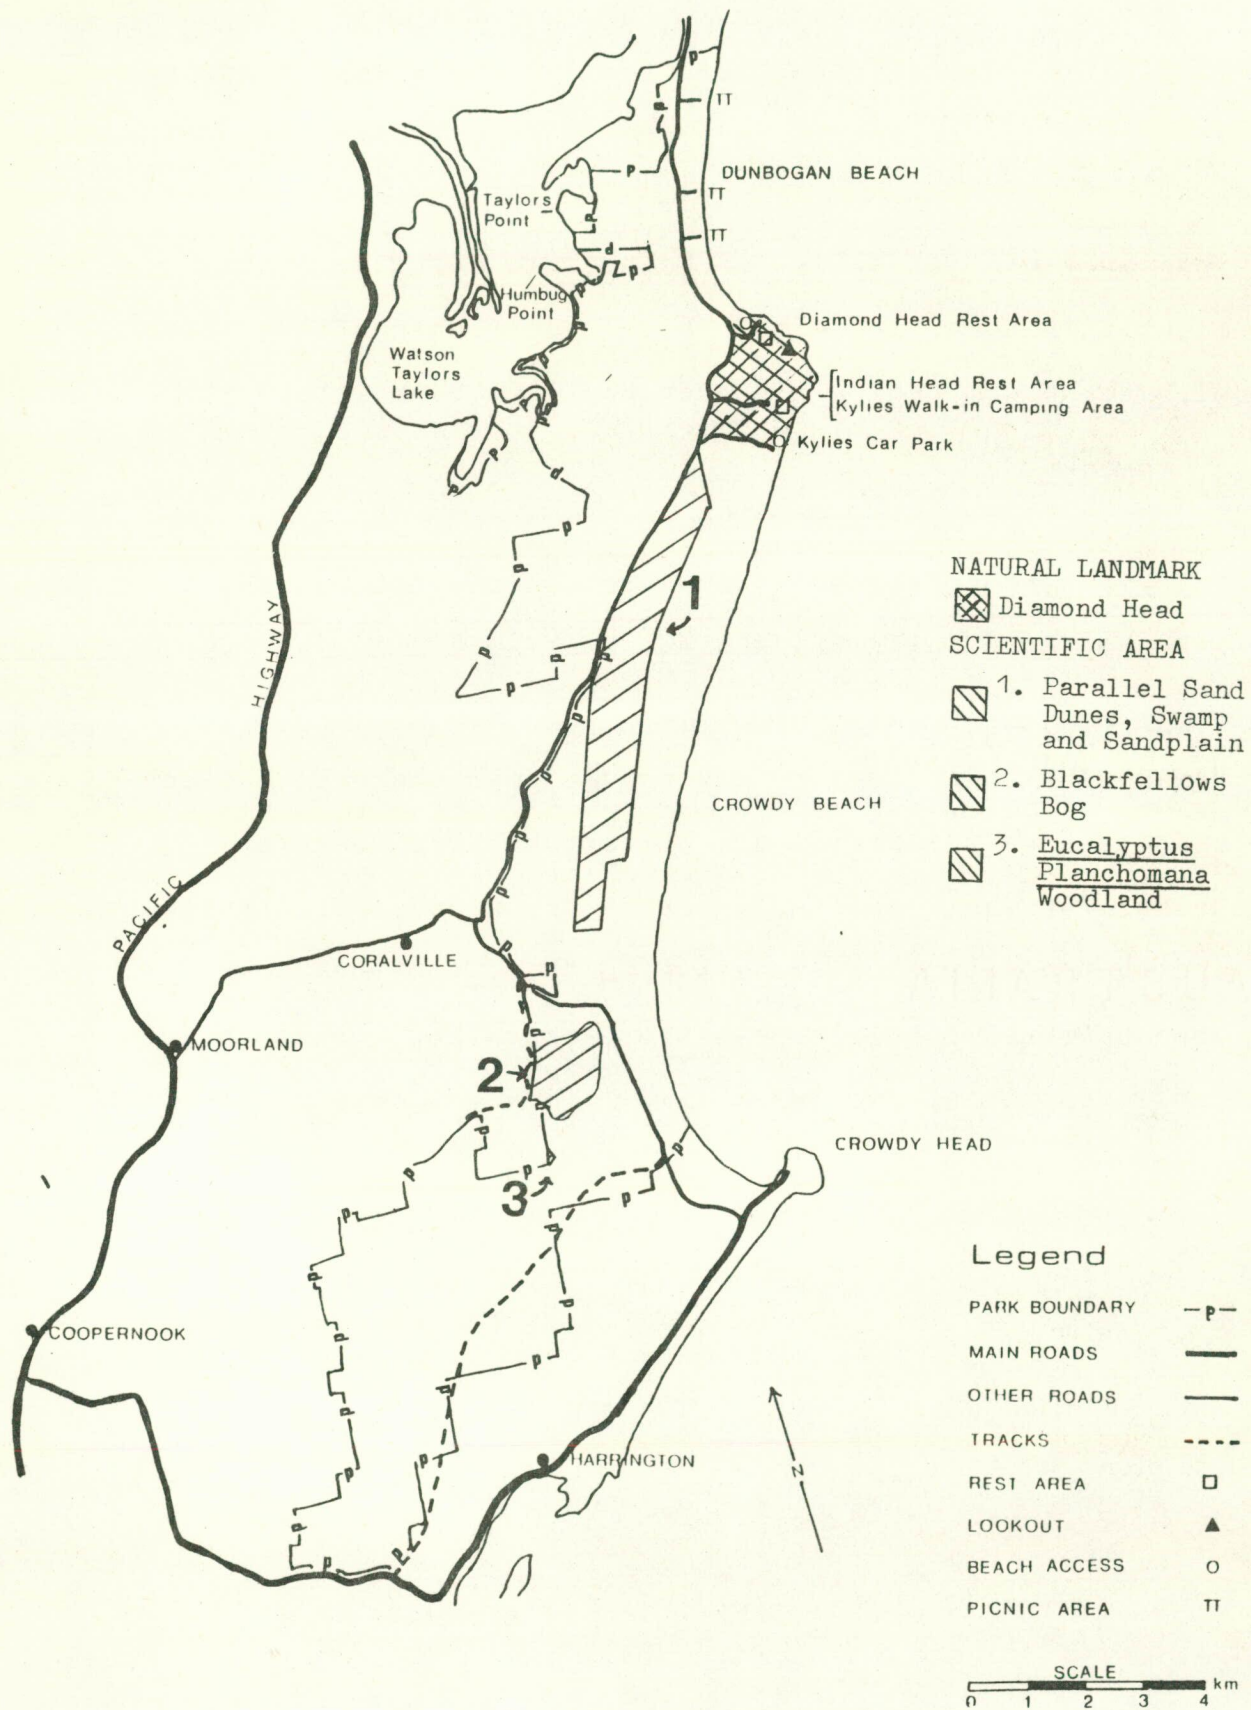 DUNBOGAN BEACH
Taylors
Point
Humbug
Point
Watson
Taylors
Lake
Diamond Head Rest Area
Indian Head Rest Area
Kylies Walk-in Camping Area
Kylies Car Park
1
NATURAL LANDMARK
Diamond Head
SCIENTIFIC AREA
1. Parallel Sand
Dunes, Swamp
and Sandplain
2. Blackfellows
Bog
3. Eucalyptus
Planchomana
Woodland
PACIFIC HIGHWAY
CROWDY BEACH
CORALVILLE
MOORLAND
2
3
CROWDY HEAD
COOPERNOOK
HARRINGTON
N
Legend
PARK BOUNDARY -p-
MAIN ROADS
OTHER ROADS
TRACKS
REST AREA
LOOKOUT
BEACH ACCESS
PICNIC AREA
SCALE
0 1 2 3 4 km